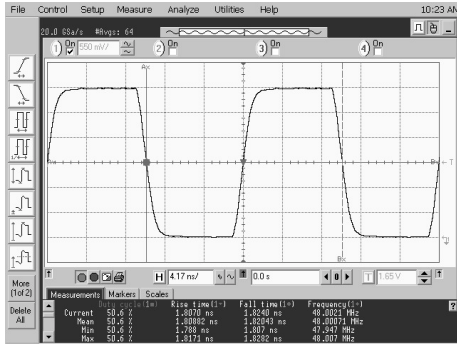 File Control Setup Measure Analyze Utilities Help 10:23 AM
20.0 GSa/s #Avgs: 64
1) On 550 mV/ 2) On 3) On 4) On
Ax
Bx
T
More
(1 of 2)
Delete
All
H 4.17 ns/ 0.0 s T 1.65 V
Measurements Markers Scales
Duty cycle(1) Rise time(1) Fall time(1) Frequency(1)
Current 50.6 % 1.8070 ns 1.8240 ns 48.0021 MHz
Mean 50.6 % 1.80882 ns 1.82043 ns 48.00071 MHz
Min 50.6 % 1.788 ns 1.807 ns 47.947 MHz
Max 50.6 % 1.8171 ns 1.8282 ns 48.007 MHz